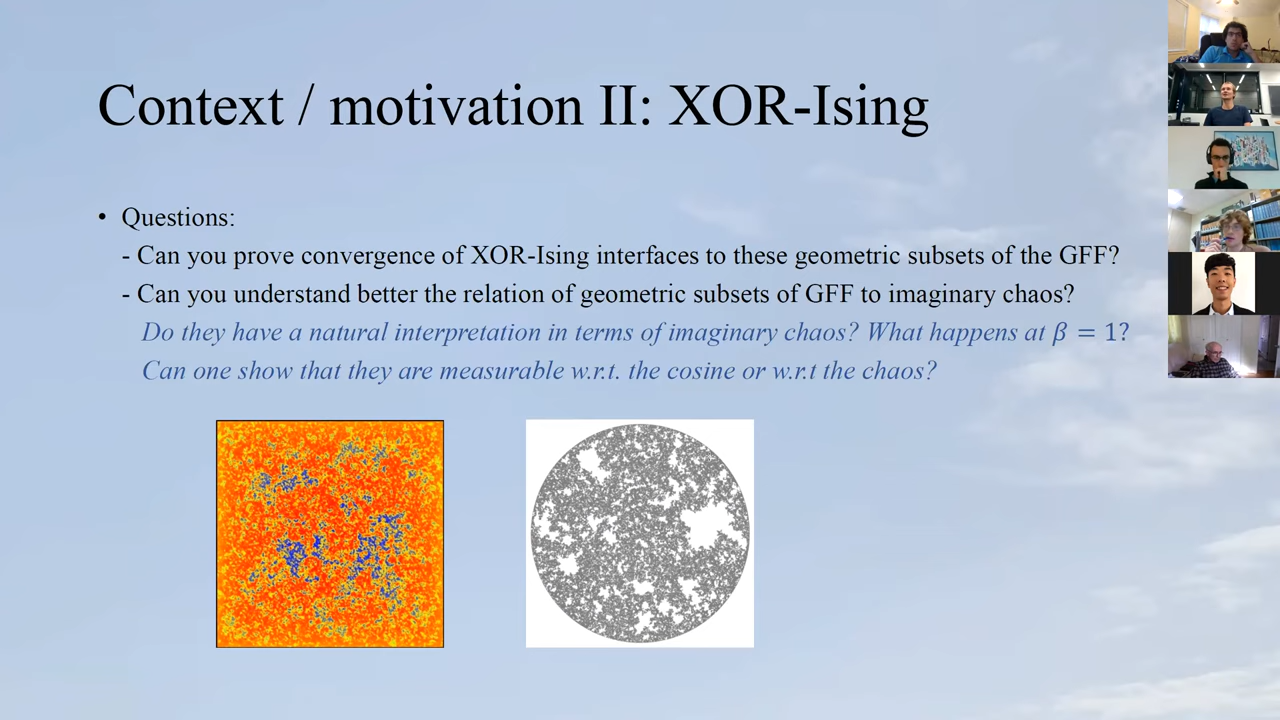 Context / motivation II: XOR-Ising
• Questions:
- Can you prove convergence of XOR-Ising interfaces to these geometric subsets of the GFF?
- Can you understand better the relation of geometric subsets of GFF to imaginary chaos?
Do they have a natural interpretation in terms of imaginary chaos? What happens at β = 1?
Can one show that they are measurable w.r.t. the cosine or w.r.t the chaos?